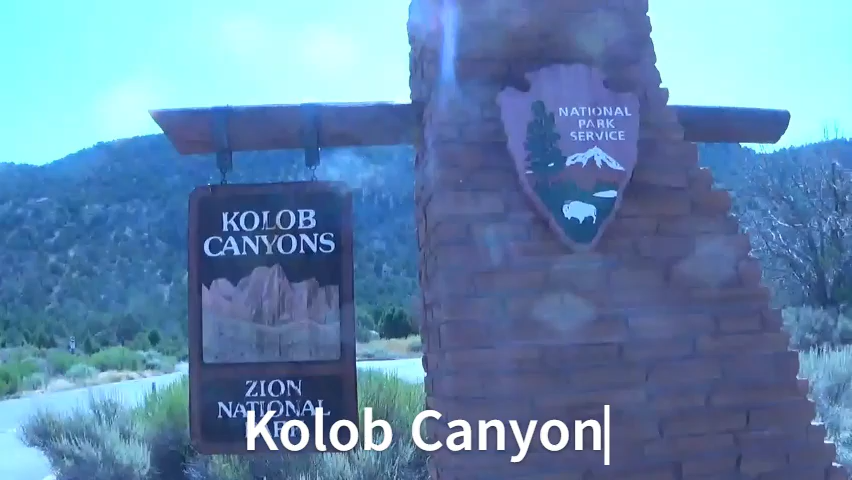 NATIONAL
PARK
SERVICE
KOLOB
CANYONS
ZION
NATIONAL
Kolob Canyon